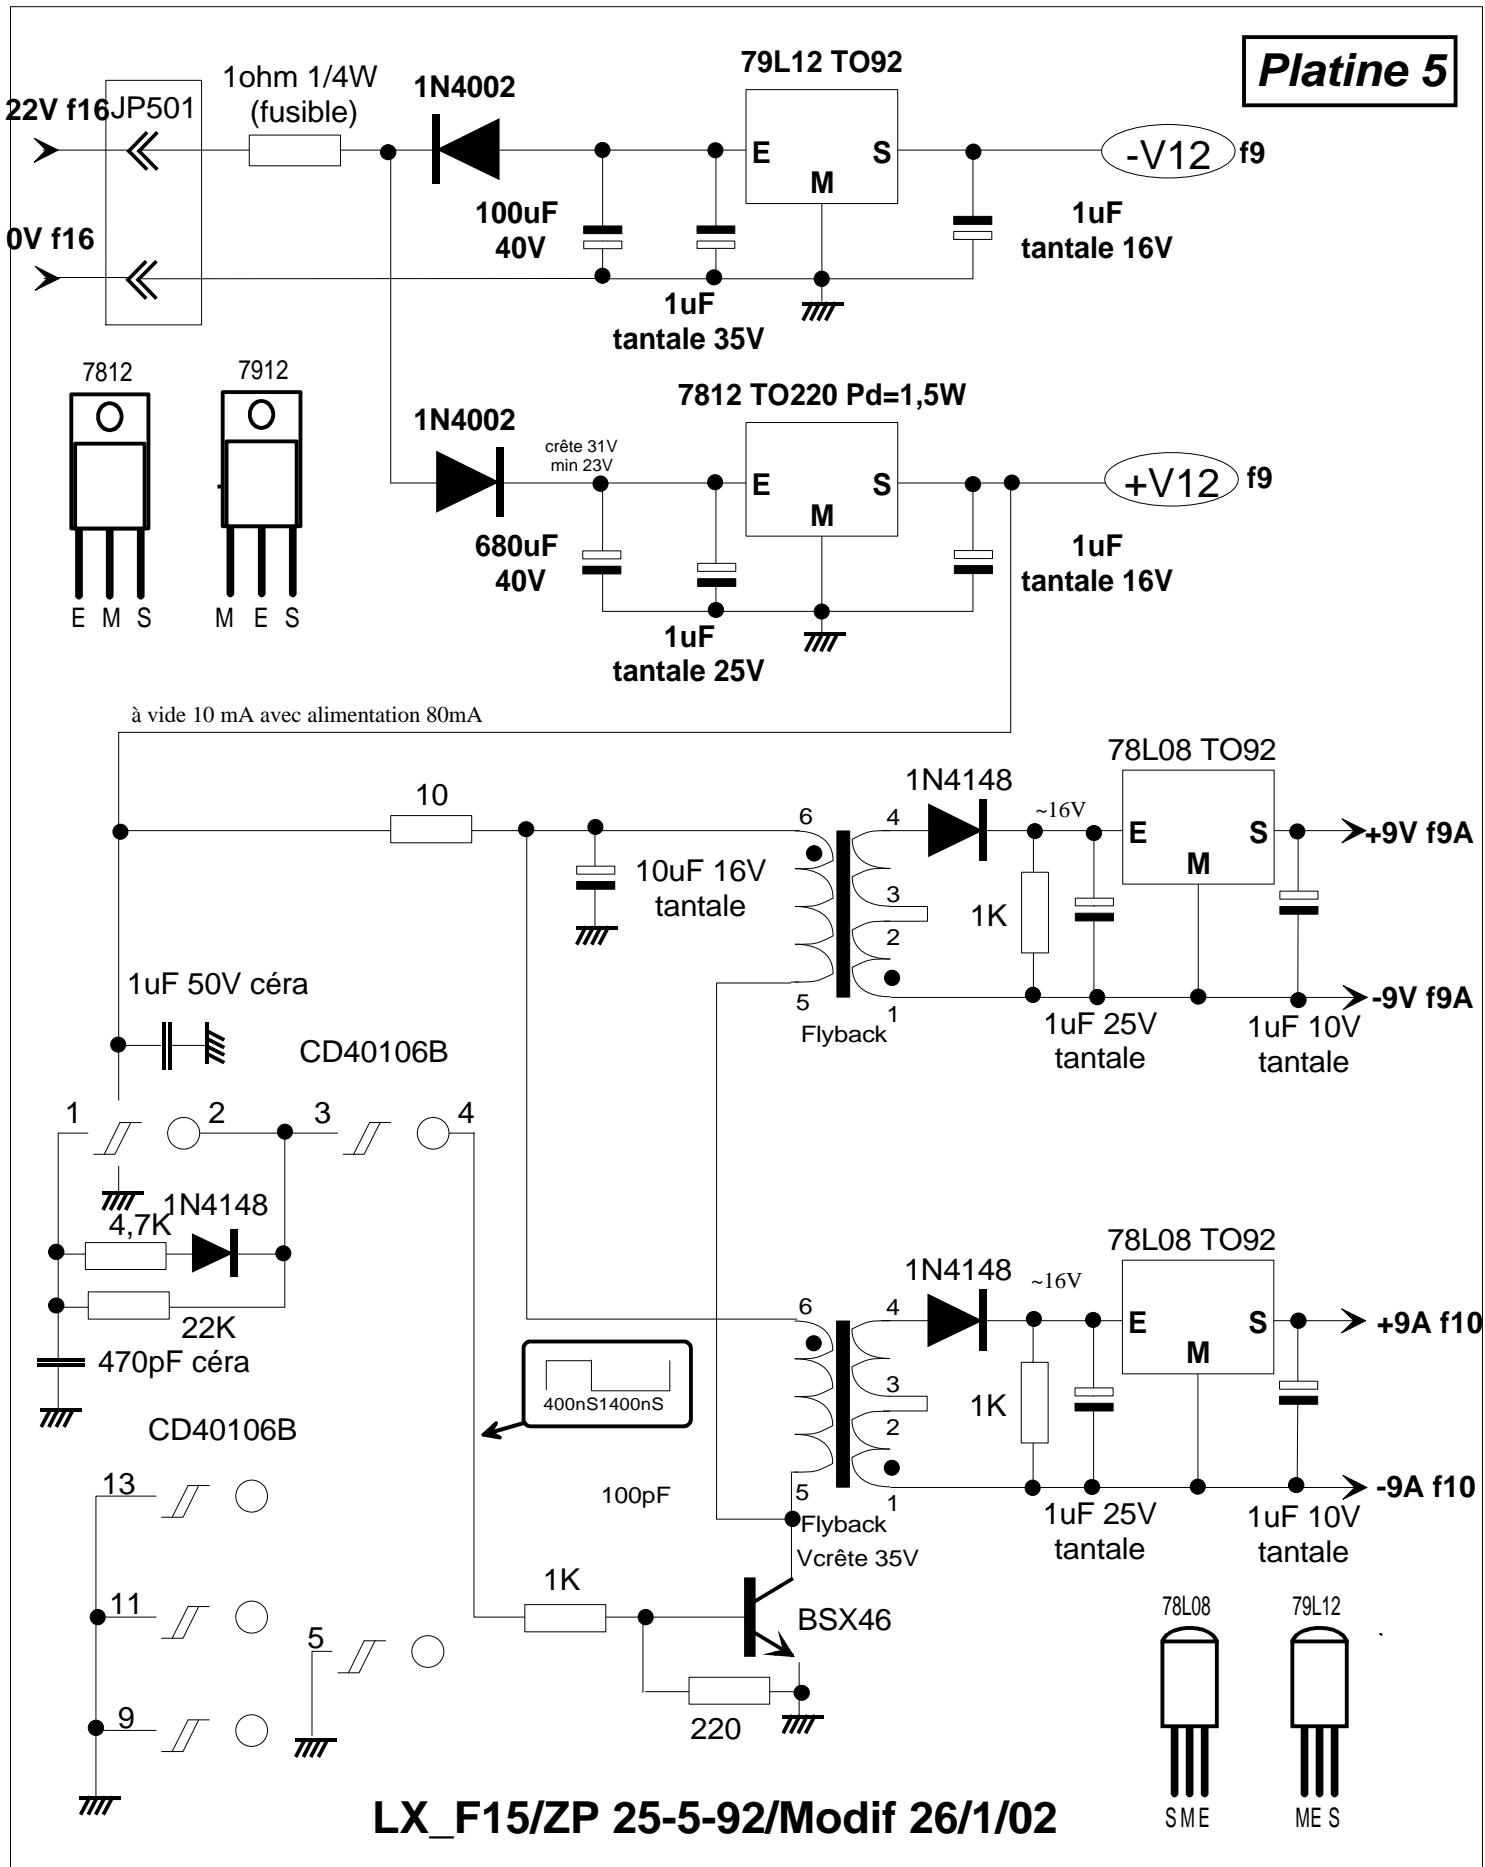 Platine 5
22V f16
JP501
1ohm 1/4W
(fusible)
1N4002
79L12 TO92
E
S
M
-V12
f9
0V f16
100uF
40V
1uF
tantale 35V
1uF
tantale 16V
7812
E M S
7912
M E S
1N4002
crête 31V
min 23V
7812 TO220 Pd=1,5W
E
S
M
+V12
f9
680uF
40V
1uF
tantale 25V
1uF
tantale 16V
à vide 10 mA avec alimentation 80mA
10
10uF 16V
tantale
6
5
4
3
2
1
Flyback
1N4148
~16V
1K
78L08 TO92
E
S
M
+9V f9A
-9V f9A
1uF 25V
tantale
1uF 10V
tantale
1uF 50V céra
CD40106B
1
2
3
4
4,7K
1N4148
22K
470pF céra
400nS1400nS
CD40106B
13
11
9
5
6
5
4
3
2
1
Flyback
Vcrête 35V
1N4148
~16V
1K
78L08 TO92
E
S
M
+9A f10
-9A f10
1uF 25V
tantale
1uF 10V
tantale
100pF
1K
BSX46
220
78L08
S M E
79L12
M E S
LX_F15/ZP 25-5-92/Modif 26/1/02